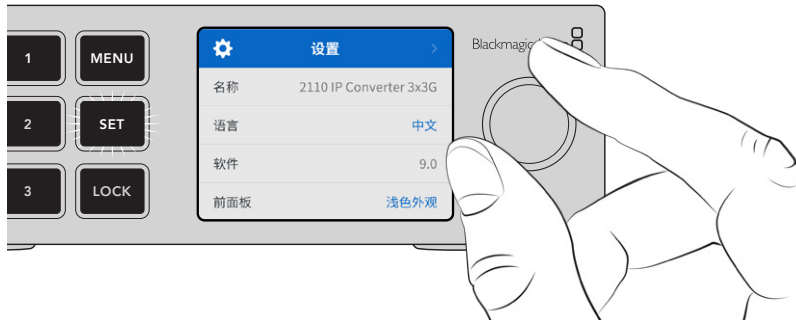 1
MENU
2
SET
3
LOCK
设置
名称 2110 IP Converter 3x3G
语言 中文
软件 9.0
前面板 浅色外观